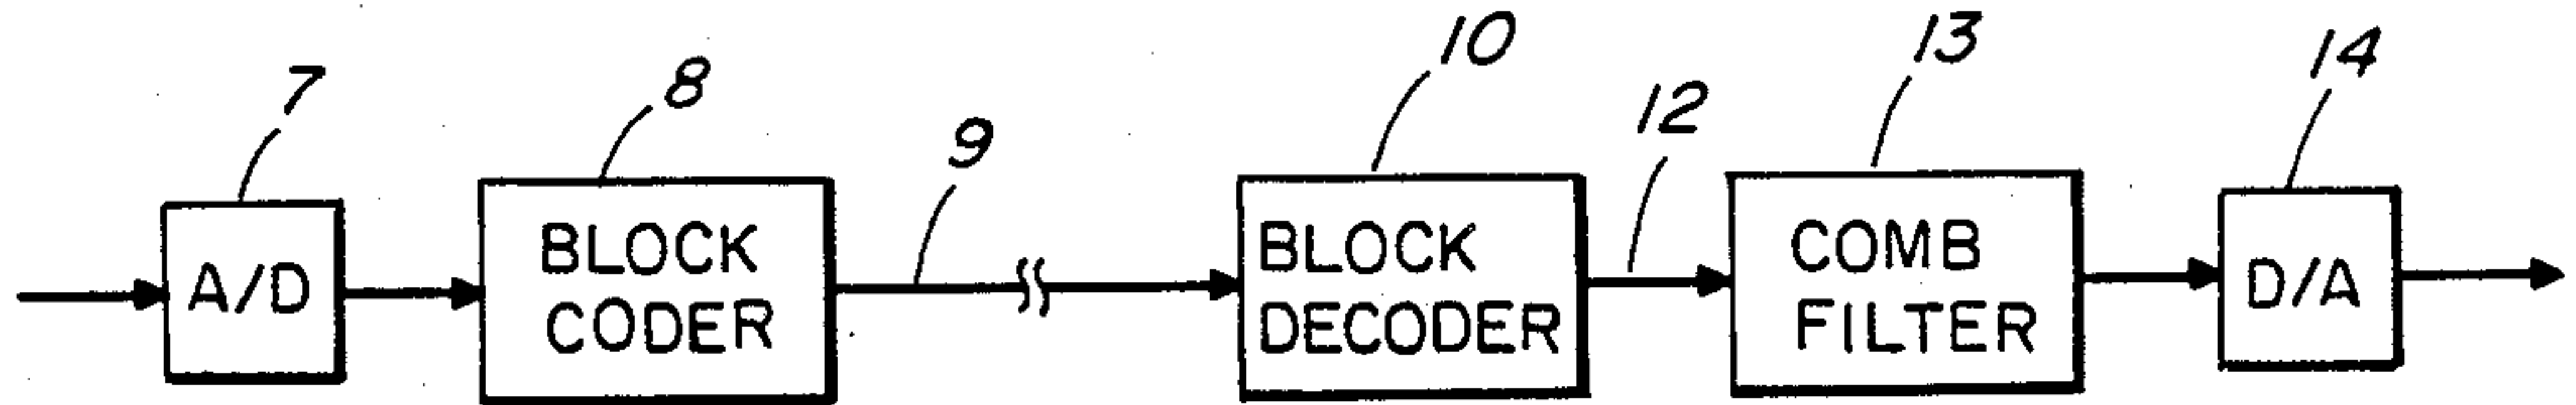 7
8
9
10
12
13
14
A/D
BLOCK
CODER
BLOCK
DECODER
COMB
FILTER
D/A